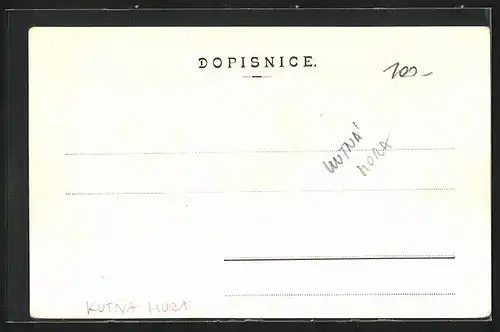 DOPISNICE.
100-
KUTNÁ
HORA
KUTNA HORA